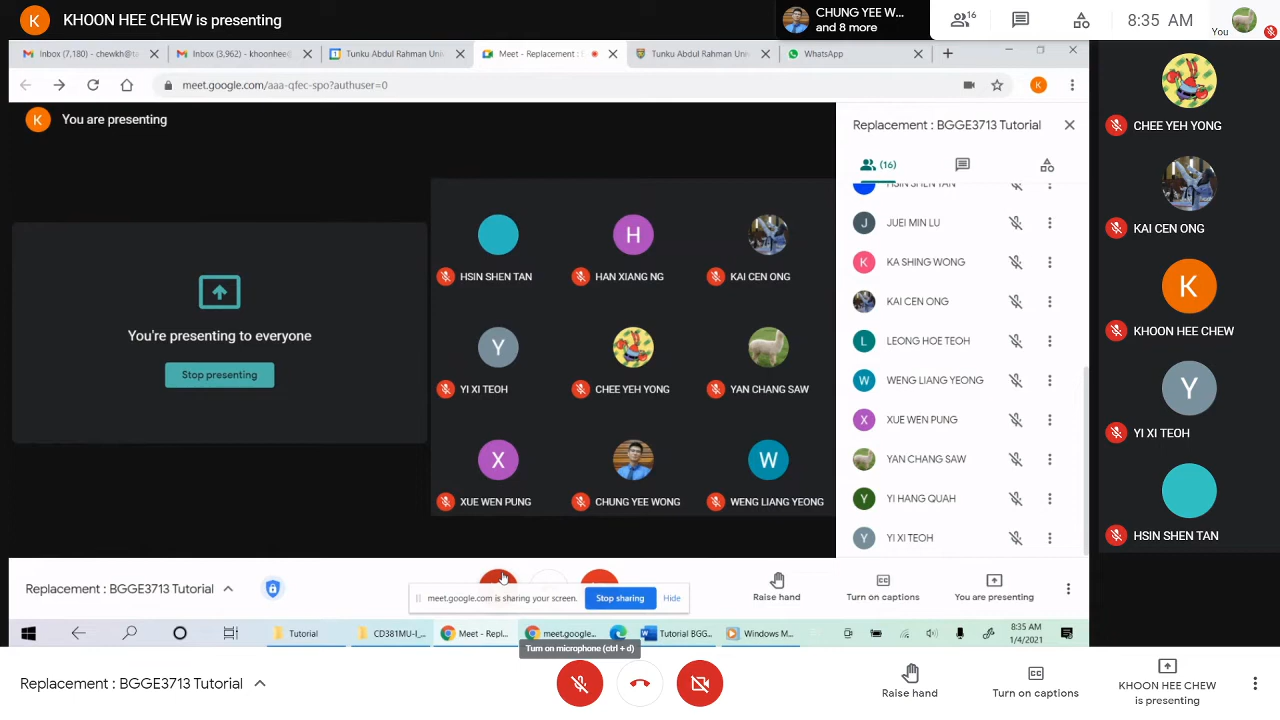 K KHOON HEE CHEW is presenting
CHUNG YEE W...
and 8 more
16
8:35 AM
You
Inbox (7,180) - chewkh@ta
Inbox (3,962) - khoonhee
Tunku Abdul Rahman Uni
Meet - Replacement :
Tunku Abdul Rahman Uni
WhatsApp
meet.google.com/aaa-qfec-spo?authuser=0
K
K You are presenting
Replacement : BGGE3713 Tutorial
(16)
You're presenting to everyone
Stop presenting
H
HSIN SHEN TAN
HAN XIANG NG
KAI CEN ONG
Y
YI XI TEOH
CHEE YEH YONG
YAN CHANG SAW
X
W
XUE WEN PUNG
CHUNG YEE WONG
WENG LIANG YEONG
HSIN SHEN TAN
J JUEI MIN LU
K KA SHING WONG
KAI CEN ONG
L LEONG HOE TEOH
W WENG LIANG YEONG
X XUE WEN PUNG
YAN CHANG SAW
Y YI HANG QUAH
Y YI XI TEOH
CHEE YEH YONG
KAI CEN ONG
K
KHOON HEE CHEW
Y
YI XI TEOH
HSIN SHEN TAN
Replacement : BGGE3713 Tutorial
meet.google.com is sharing your screen.
Stop sharing
Hide
Raise hand
Turn on captions
You are presenting
Tutorial
CD381MU-I_...
Meet - Repl...
meet.google...
Tutorial BGG...
Windows M...
8:35 AM
1/4/2021
Turn on microphone (ctrl + d)
Replacement : BGGE3713 Tutorial
Raise hand
Turn on captions
KHOON HEE CHEW
is presenting